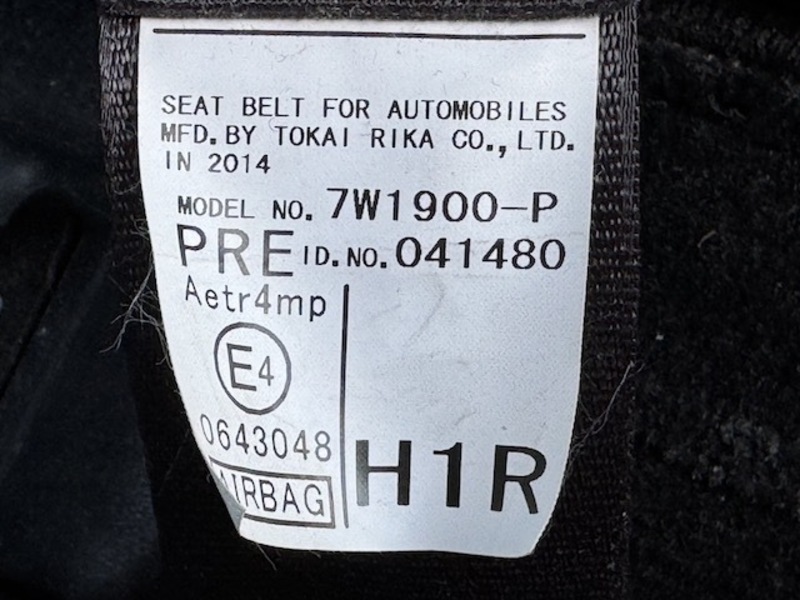 SEAT BELT FOR AUTOMOBILES
MFD.BY TOKAI RIKA CO.,LTD.
IN 2014
MODEL NO. 7W1900-P
PRE ID.NO. 041480
Aetr4mp
E4
0643048
AIRBAG
H1R